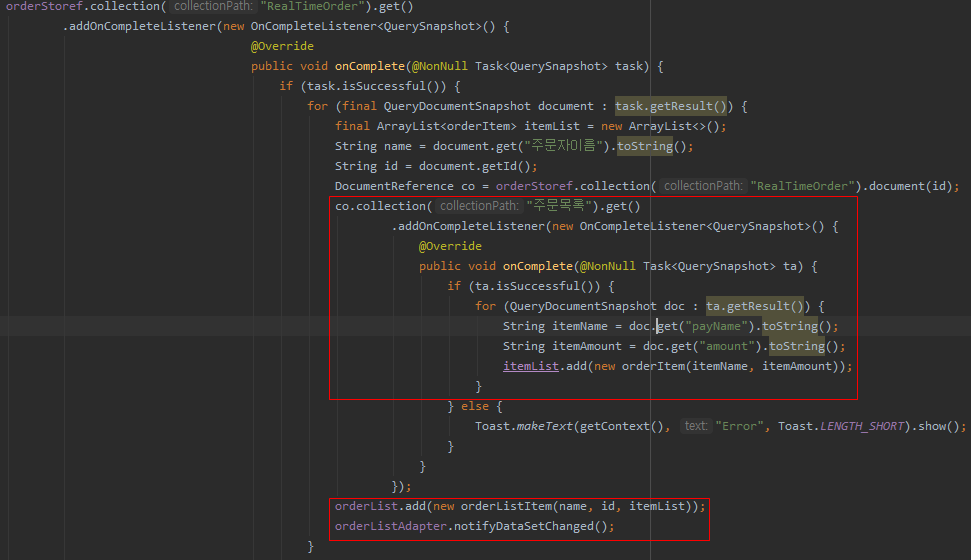 orderStoref.collection( collectionPath: "RealTimeOrder").get()
.addOnCompleteListener(new OnCompleteListener<QuerySnapshot>() {
@Override
public void onComplete(@NonNull Task<QuerySnapshot> task) {
if (task.isSuccessful()) {
for (final QueryDocumentSnapshot document : task.getResult()) {
final ArrayList<orderItem> itemList = new ArrayList<>();
String name = document.get("주문자이름").toString();
String id = document.getId();
DocumentReference co = orderStoref.collection( collectionPath: "RealTimeOrder").document(id);
co.collection( collectionPath: "주문목록").get()
.addOnCompleteListener(new OnCompleteListener<QuerySnapshot>() {
@Override
public void onComplete(@NonNull Task<QuerySnapshot> ta) {
if (ta.isSuccessful()) {
for (QueryDocumentSnapshot doc : ta.getResult()) {
String itemName = doc.get("payName").toString();
String itemAmount = doc.get("amount").toString();
itemList.add(new orderItem(itemName, itemAmount));
}
} else {
Toast.makeText(getContext(), text: "Error", Toast.LENGTH_SHORT).show();
}
}
});
orderList.add(new orderListItem(name, id, itemList));
orderListAdapter.notifyDataSetChanged();
}